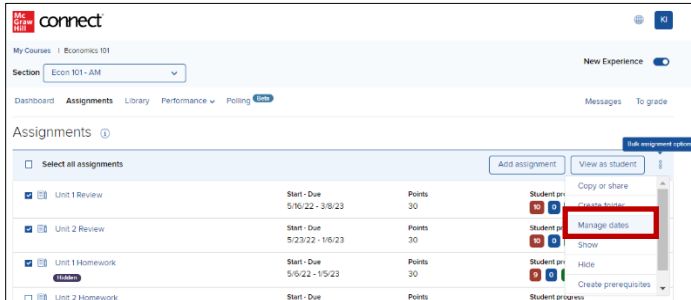 Mc
Graw
Hill
connect
KI
My Courses | Economics 101
New Experience
Section Econ 101 - AM
Dashboard Assignments Library Performance Polling Beta
Messages To grade
Assignments
Bulk assignment option
Select all assignments
Add assignment View as student
Copy or share
Unit 1 Review
Start - Due Points Student
5/16/22 - 3/8/23 30 10 0
Create folder
Manage dates
Unit 2 Review
Start - Due Points Student
5/23/22 - 1/6/23 30 10 0
Show
Hide
Unit 1 Homework
Hidden
Start - Due Points Student
5/6/22 - 1/5/23 30 9 0
Create prerequisites
Unit 2 Homework
Start - Due Points Student progress